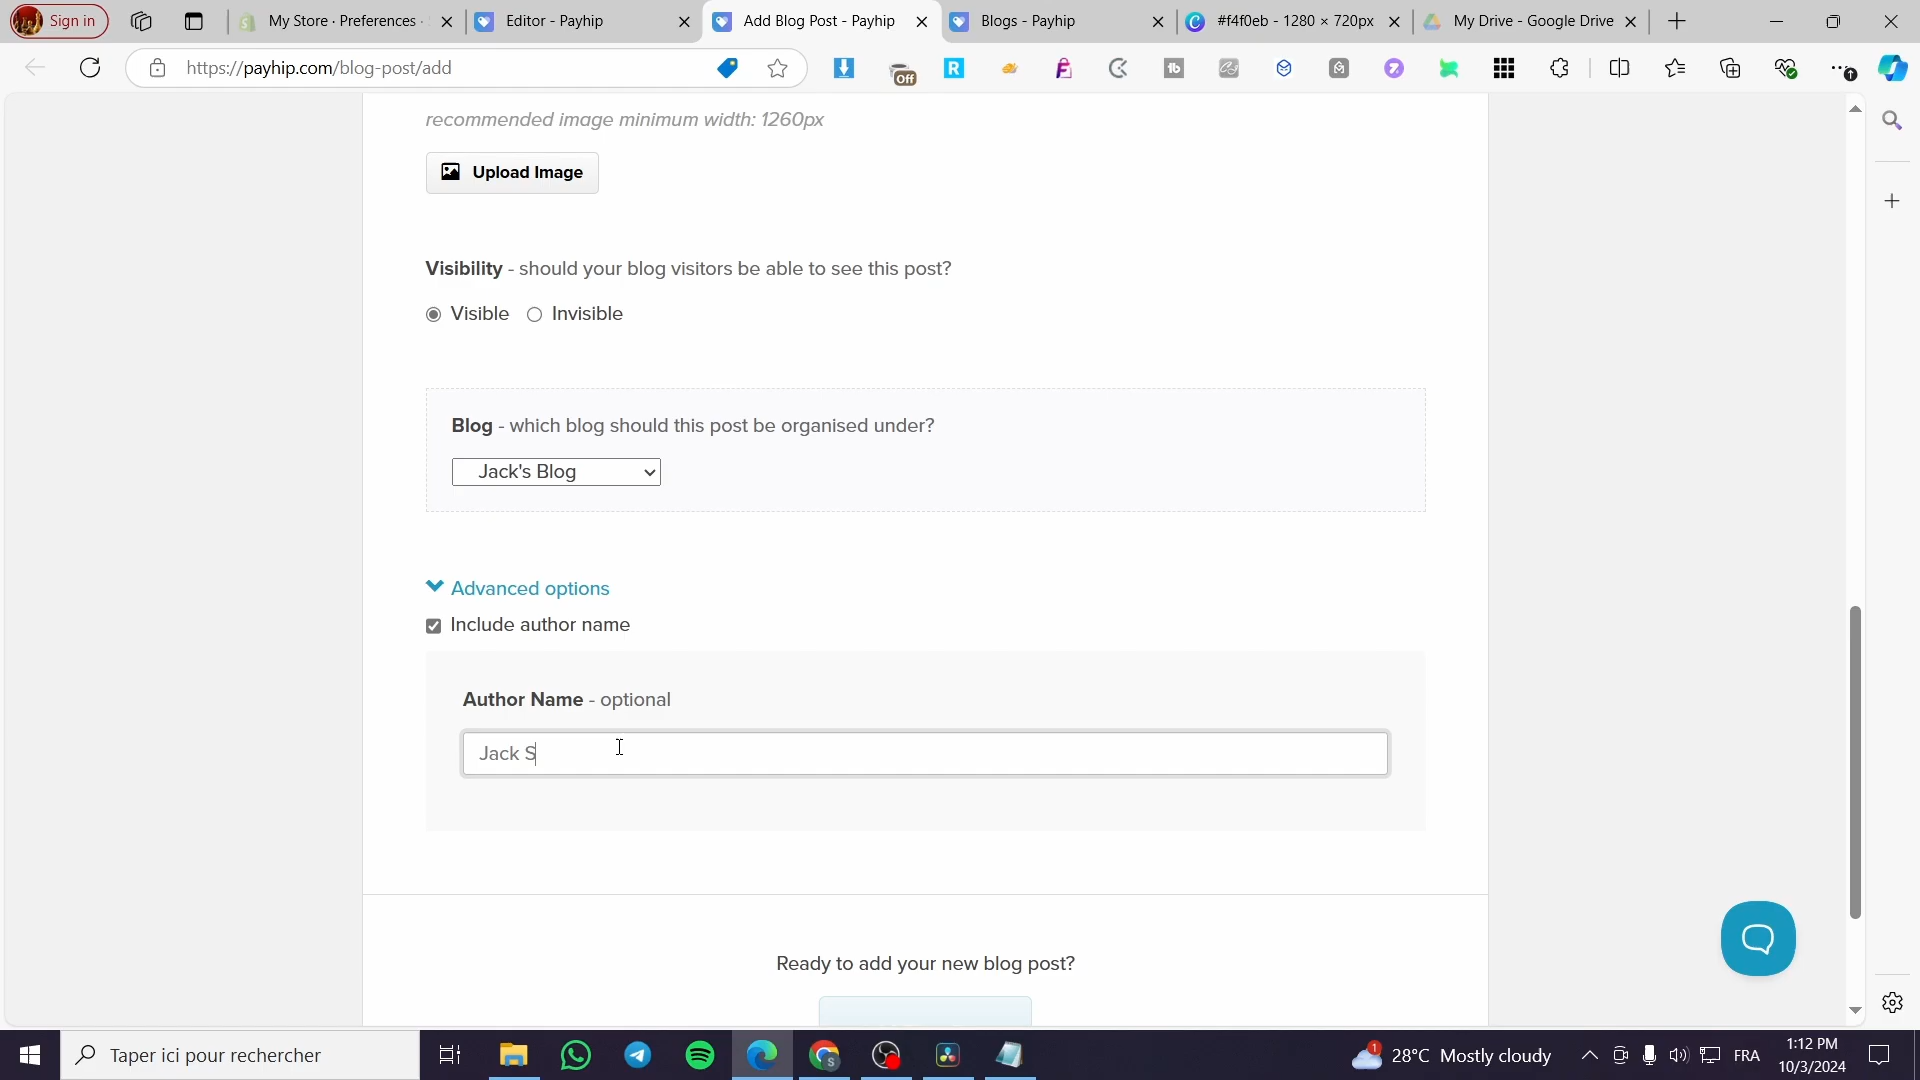 Sign in
My Store · Preferences ·
Editor - Payhip
Add Blog Post - Payhip
Blogs - Payhip
#f4f0eb - 1280 × 720px
My Drive - Google Drive
https://payhip.com/blog-post/add
Off
recommended image minimum width: 1260px
Upload Image
Visibility - should your blog visitors be able to see this post?
Visible
Invisible
Blog - which blog should this post be organised under?
Jack's Blog
Advanced options
Include author name
Author Name - optional
Jack S
Ready to add your new blog post?
Taper ici pour rechercher
1
28°C Mostly cloudy
FRA
1:12 PM
10/3/2024